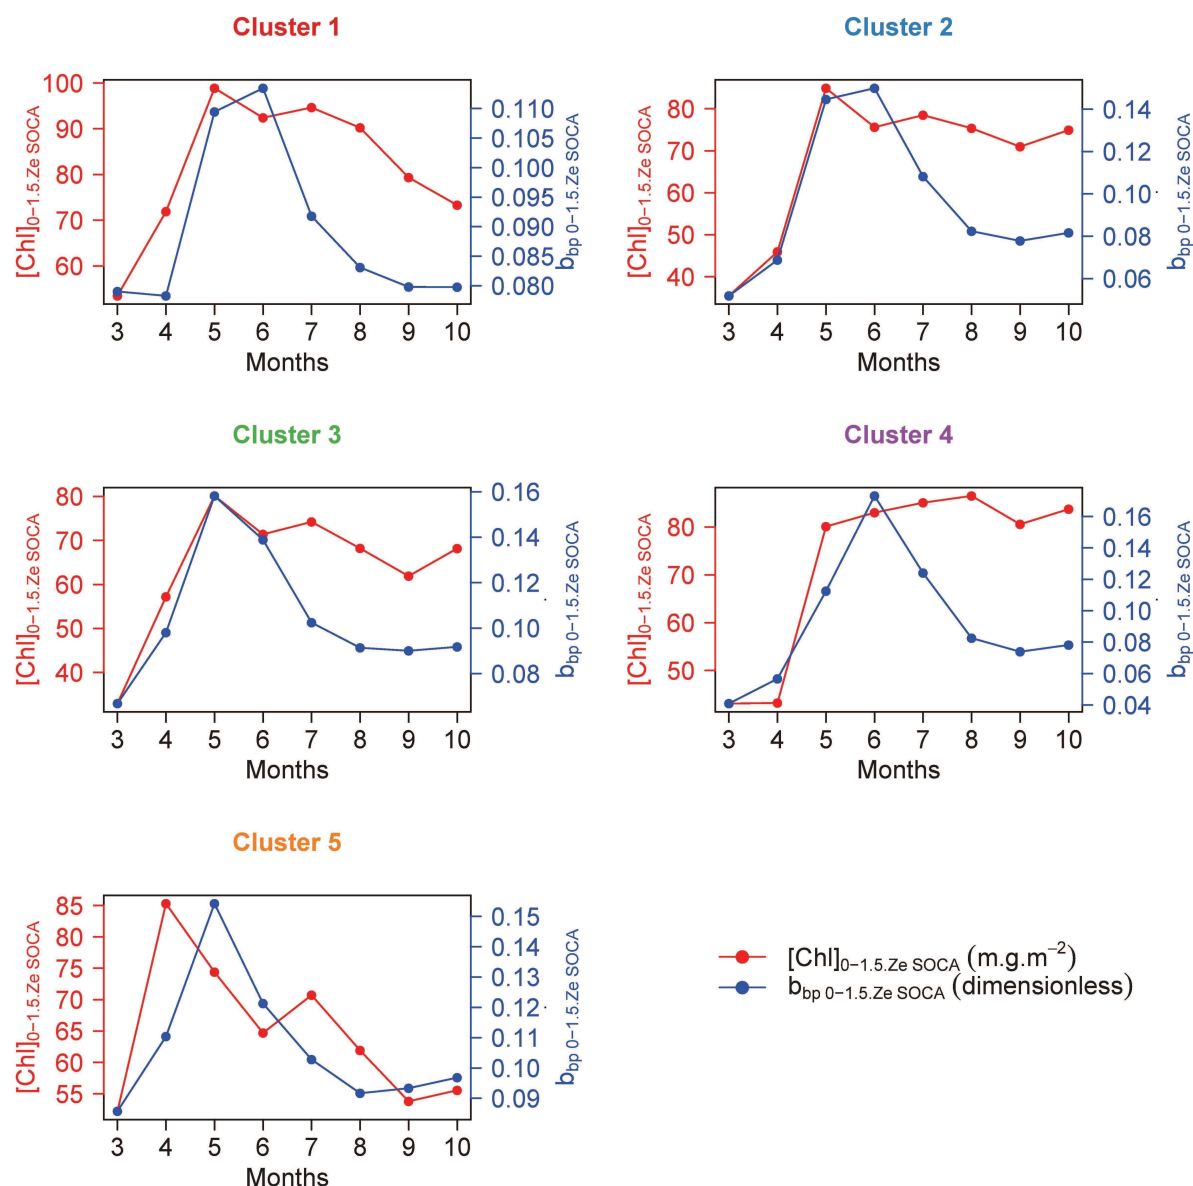 Cluster 1
100
90
80
70
60
[Chl]0−1.5.Ze SOCA
0.110
0.105
0.100
0.095
0.090
0.085
0.080
bbp 0−1.5.Ze SOCA
3 4 5 6 7 8 9 10
Months
Cluster 2
80
70
60
50
40
[Chl]0−1.5.Ze SOCA
0.14
0.12
0.10
0.08
0.06
bbp 0−1.5.Ze SOCA
3 4 5 6 7 8 9 10
Months
Cluster 3
80
70
60
50
40
[Chl]0−1.5.Ze SOCA
0.16
0.14
0.12
0.10
0.08
bbp 0−1.5.Ze SOCA
3 4 5 6 7 8 9 10
Months
Cluster 4
80
70
60
50
[Chl]0−1.5.Ze SOCA
0.16
0.14
0.12
0.10
0.08
0.06
0.04
bbp 0−1.5.Ze SOCA
3 4 5 6 7 8 9 10
Months
Cluster 5
85
80
75
70
65
60
55
[Chl]0−1.5.Ze SOCA
0.15
0.14
0.13
0.12
0.11
0.10
0.09
bbp 0−1.5.Ze SOCA
3 4 5 6 7 8 9 10
Months
[Chl]0−1.5.Ze SOCA (m.g.m−2)
bbp 0−1.5.Ze SOCA (dimensionless)